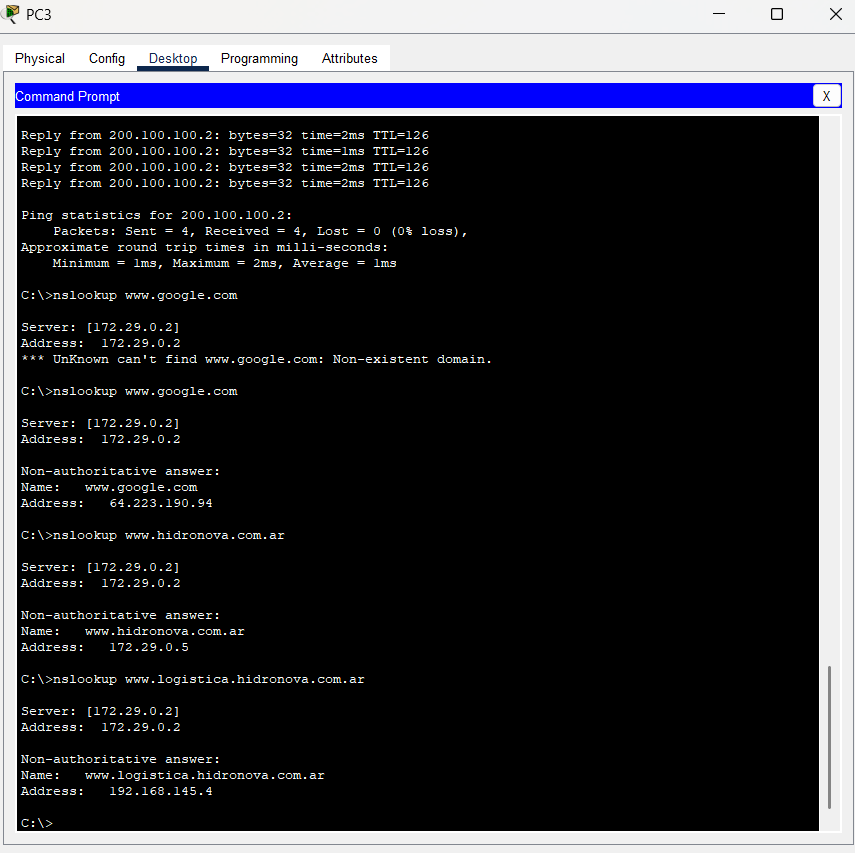 PC3
Physical Config Desktop Programming Attributes
Command Prompt X
Reply from 200.100.100.2: bytes=32 time=2ms TTL=126
Reply from 200.100.100.2: bytes=32 time=1ms TTL=126
Reply from 200.100.100.2: bytes=32 time=2ms TTL=126
Reply from 200.100.100.2: bytes=32 time=2ms TTL=126
Ping statistics for 200.100.100.2:
Packets: Sent = 4, Received = 4, Lost = 0 (0% loss),
Approximate round trip times in milli-seconds:
Minimum = 1ms, Maximum = 2ms, Average = 1ms
C:\>nslookup www.google.com
Server: [172.29.0.2]
Address:  172.29.0.2
*** UnKnown can't find www.google.com: Non-existent domain.
C:\>nslookup www.google.com
Server: [172.29.0.2]
Address:  172.29.0.2
Non-authoritative answer:
Name:   www.google.com
Address:   64.223.190.94
C:\>nslookup www.hidronova.com.ar
Server: [172.29.0.2]
Address:  172.29.0.2
Non-authoritative answer:
Name:   www.hidronova.com.ar
Address:   172.29.0.5
C:\>nslookup www.logistica.hidronova.com.ar
Server: [172.29.0.2]
Address:  172.29.0.2
Non-authoritative answer:
Name:   www.logistica.hidronova.com.ar
Address:   192.168.145.4
C:\>